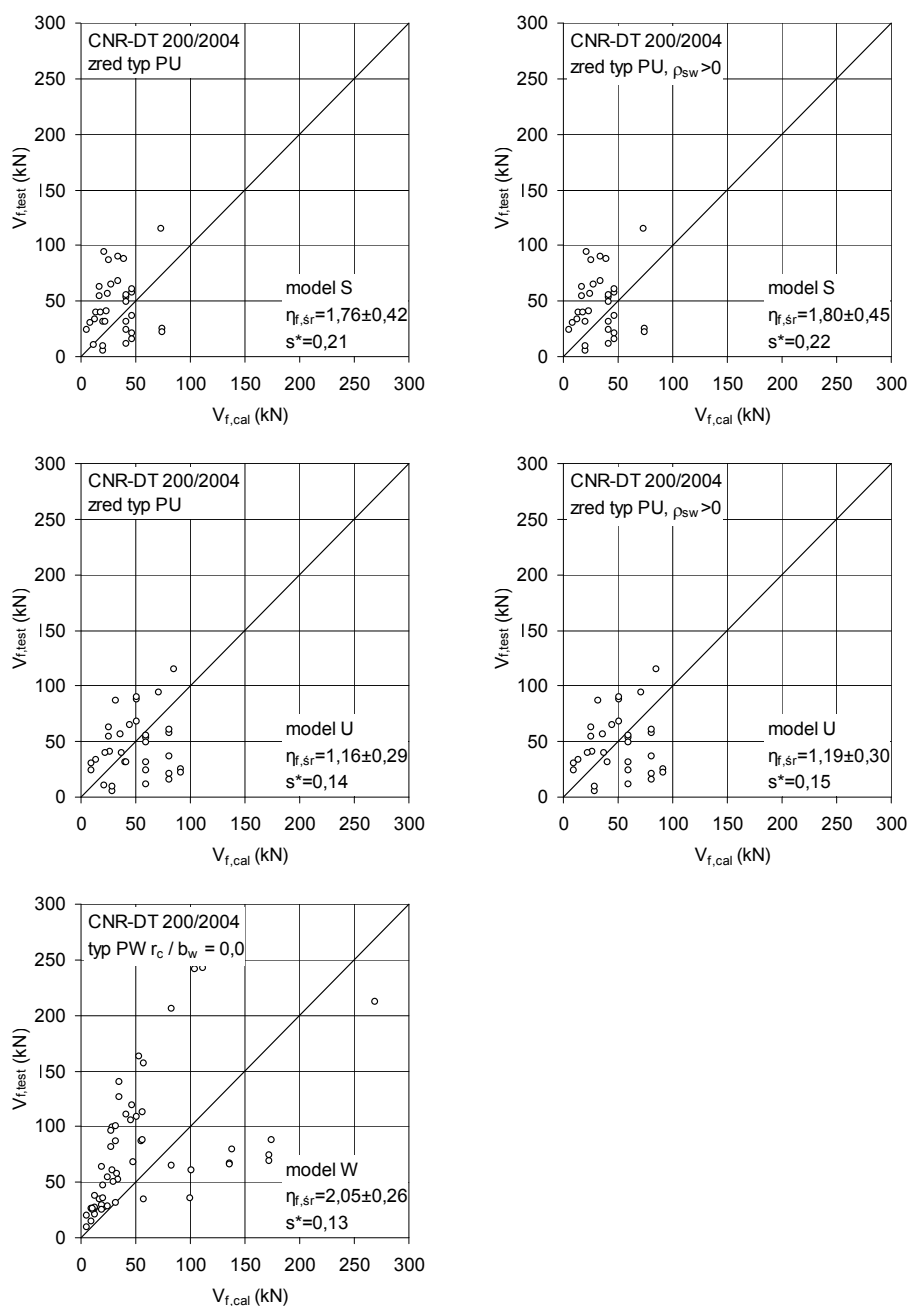 300
250
200
150
100
50
0
V_f,test (kN)
CNR-DT 200/2004
zred typ PU
model S
η_f,śr=1,76±0,42
s*=0,21
0 50 100 150 200 250 300
V_f,cal (kN)
300
250
200
150
100
50
0
V_f,test (kN)
CNR-DT 200/2004
zred typ PU, ρ_sw>0
model S
η_f,śr=1,80±0,45
s*=0,22
0 50 100 150 200 250 300
V_f,cal (kN)
300
250
200
150
100
50
0
V_f,test (kN)
CNR-DT 200/2004
zred typ PU
model U
η_f,śr=1,16±0,29
s*=0,14
0 50 100 150 200 250 300
V_f,cal (kN)
300
250
200
150
100
50
0
V_f,test (kN)
CNR-DT 200/2004
zred typ PU, ρ_sw>0
model U
η_f,śr=1,19±0,30
s*=0,15
0 50 100 150 200 250 300
V_f,cal (kN)
300
250
200
150
100
50
0
V_f,test (kN)
CNR-DT 200/2004
typ PW r_c / b_w = 0,0
model W
η_f,śr=2,05±0,26
s*=0,13
0 50 100 150 200 250 300
V_f,cal (kN)